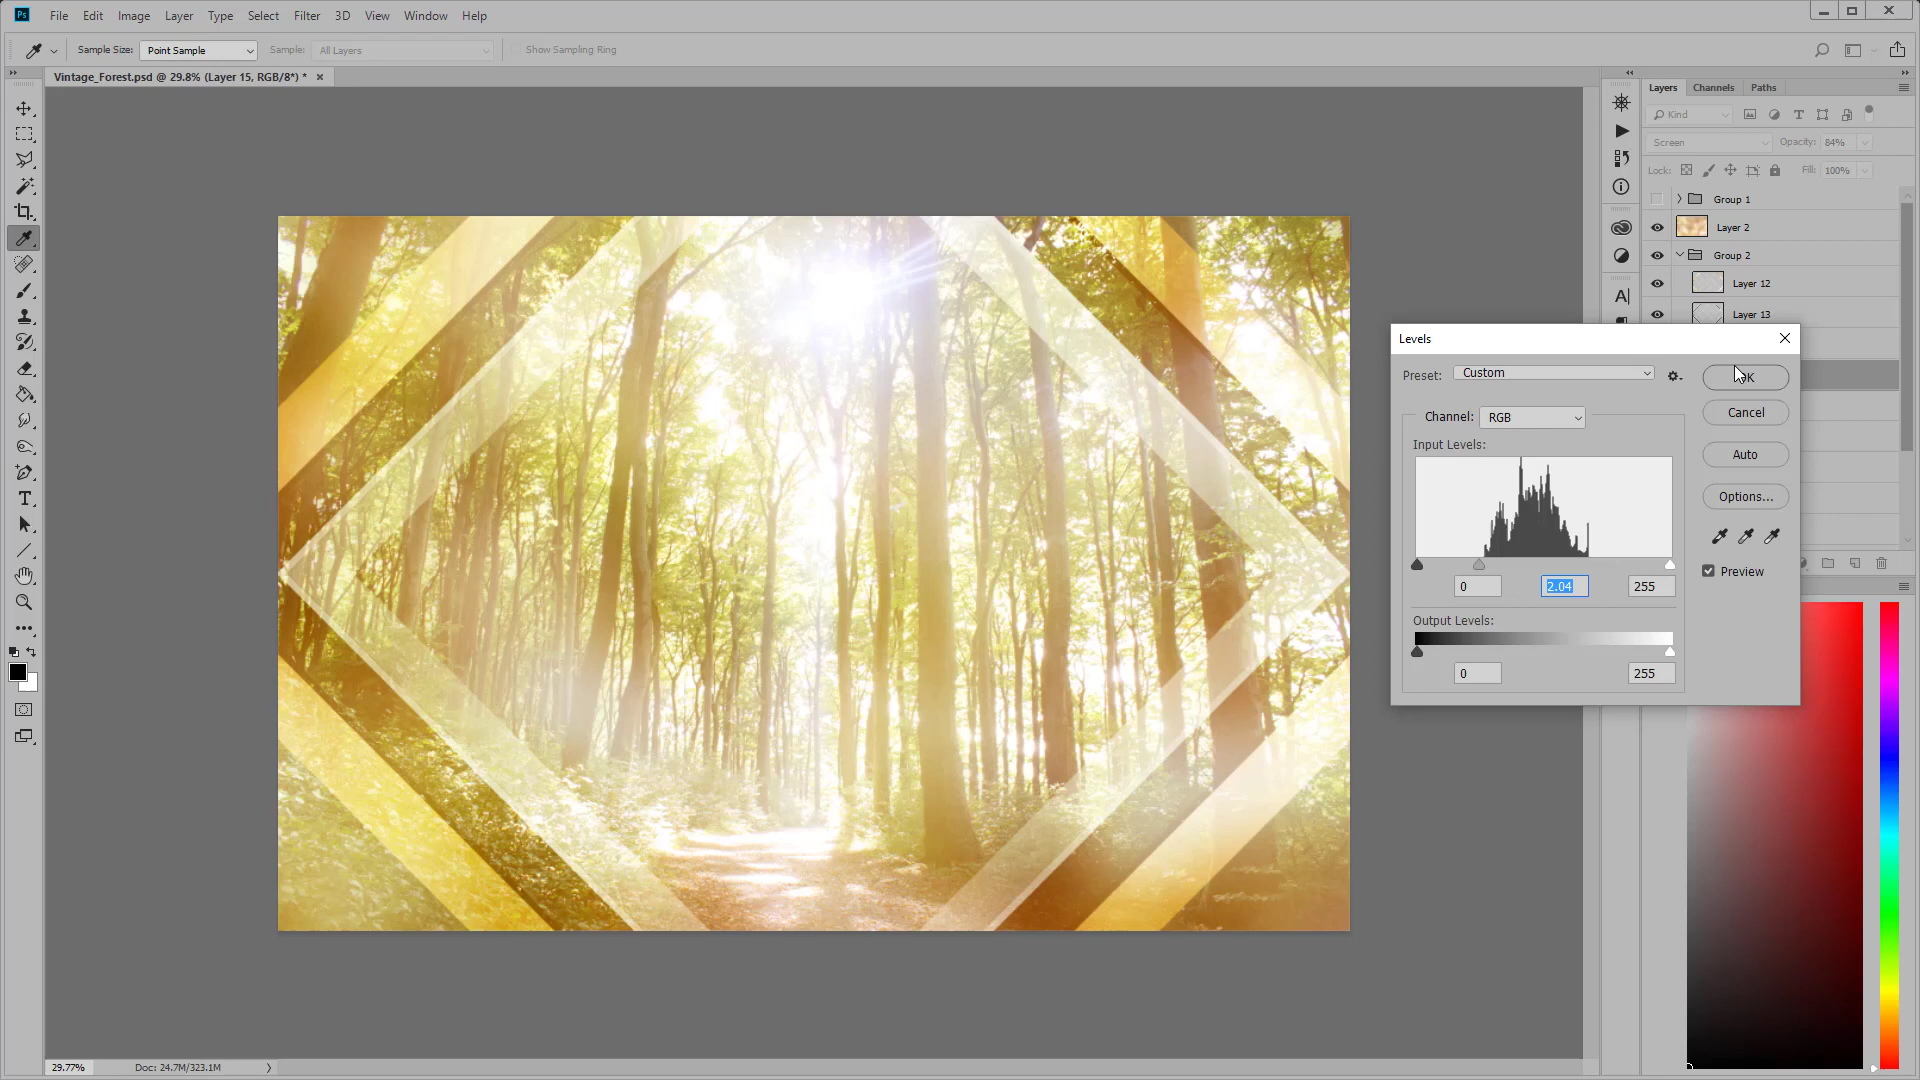 Ps File Edit Image Layer Type Select Filter 3D View Window Help
Sample Size: Point Sample Sample: All Layers Show Sampling Ring
Vintage_Forest.psd @ 29.8% (Layer 15, RGB/8*) *
Layers Channels Paths
Kind
Screen Opacity: 84%
Lock: Fill: 100%
Group 1
Layer 2
Group 2
Layer 12
Layer 13
Levels
Preset: Custom
OK
Channel: RGB
Cancel
Input Levels:
Auto
Options...
0 2.04 255
Preview
Output Levels:
0 255
29.77% Doc: 24.7M/323.1M